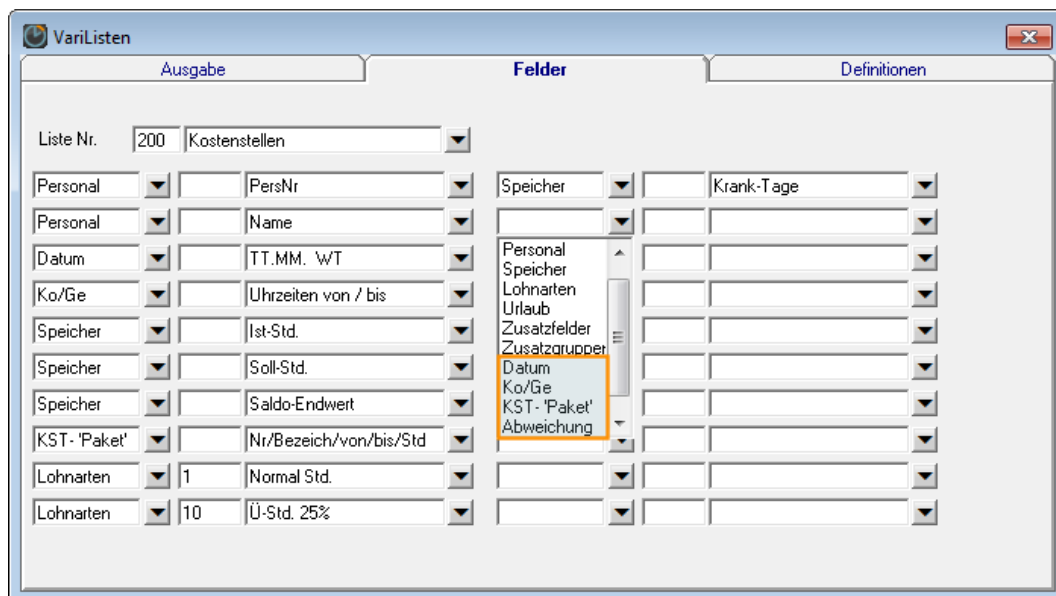 VariListen
Ausgabe Felder Definitionen
Liste Nr. 200 Kostenstellen
Personal PersNr Speicher Krank-Tage
Personal Name
Datum TT.MM. WT
Ko/Ge Uhrzeiten von / bis
Speicher Ist-Std.
Speicher Soll-Std.
Speicher Saldo-Endwert
KST- 'Paket' Nr/Bezeich/von/bis/Std
Lohnarten 1 Normal Std.
Lohnarten 10 Ü-Std. 25%
Personal
Speicher
Lohnarten
Urlaub
Zusatzfelder
Zusatzgrupper
Datum
Ko/Ge
KST- 'Paket'
Abweichung